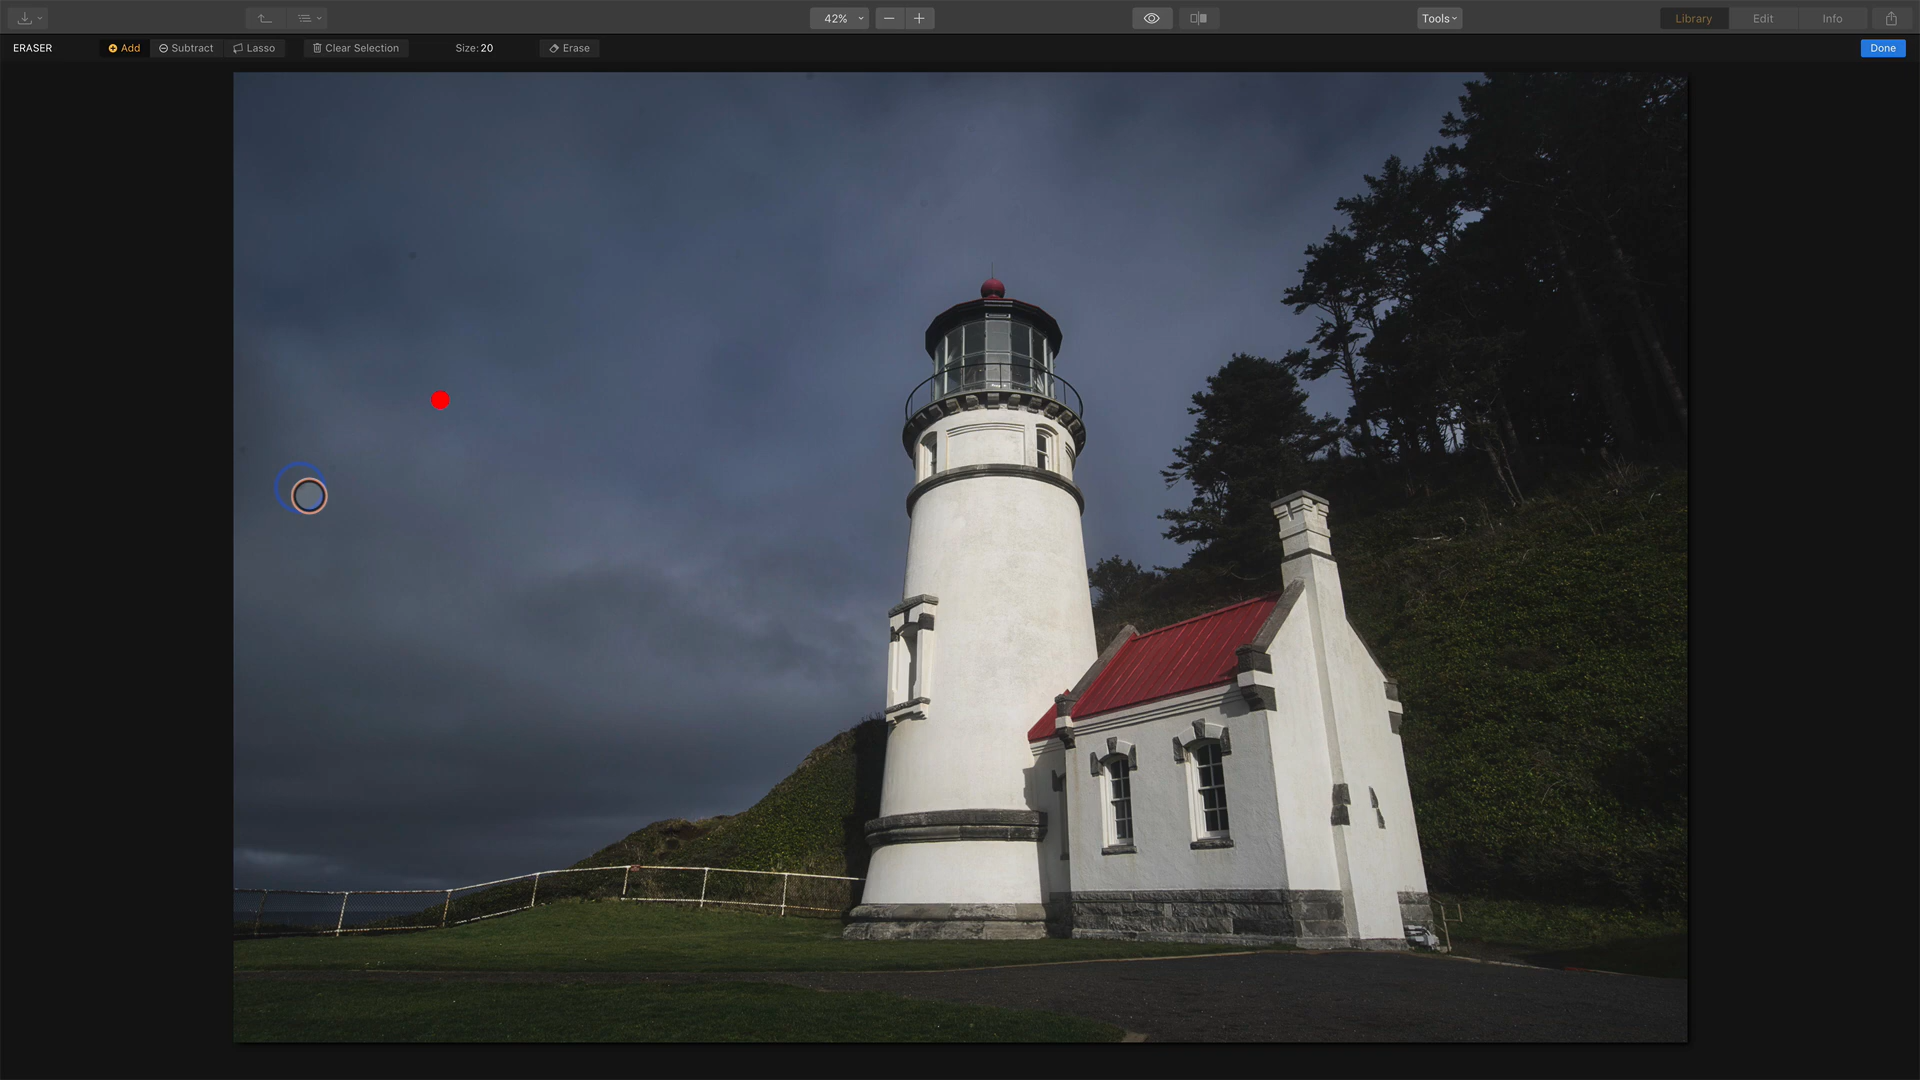 42%
Tools
Library
Edit
Info
ERASER
Add
Subtract
Lasso
Clear Selection
Size: 20
Erase
Done